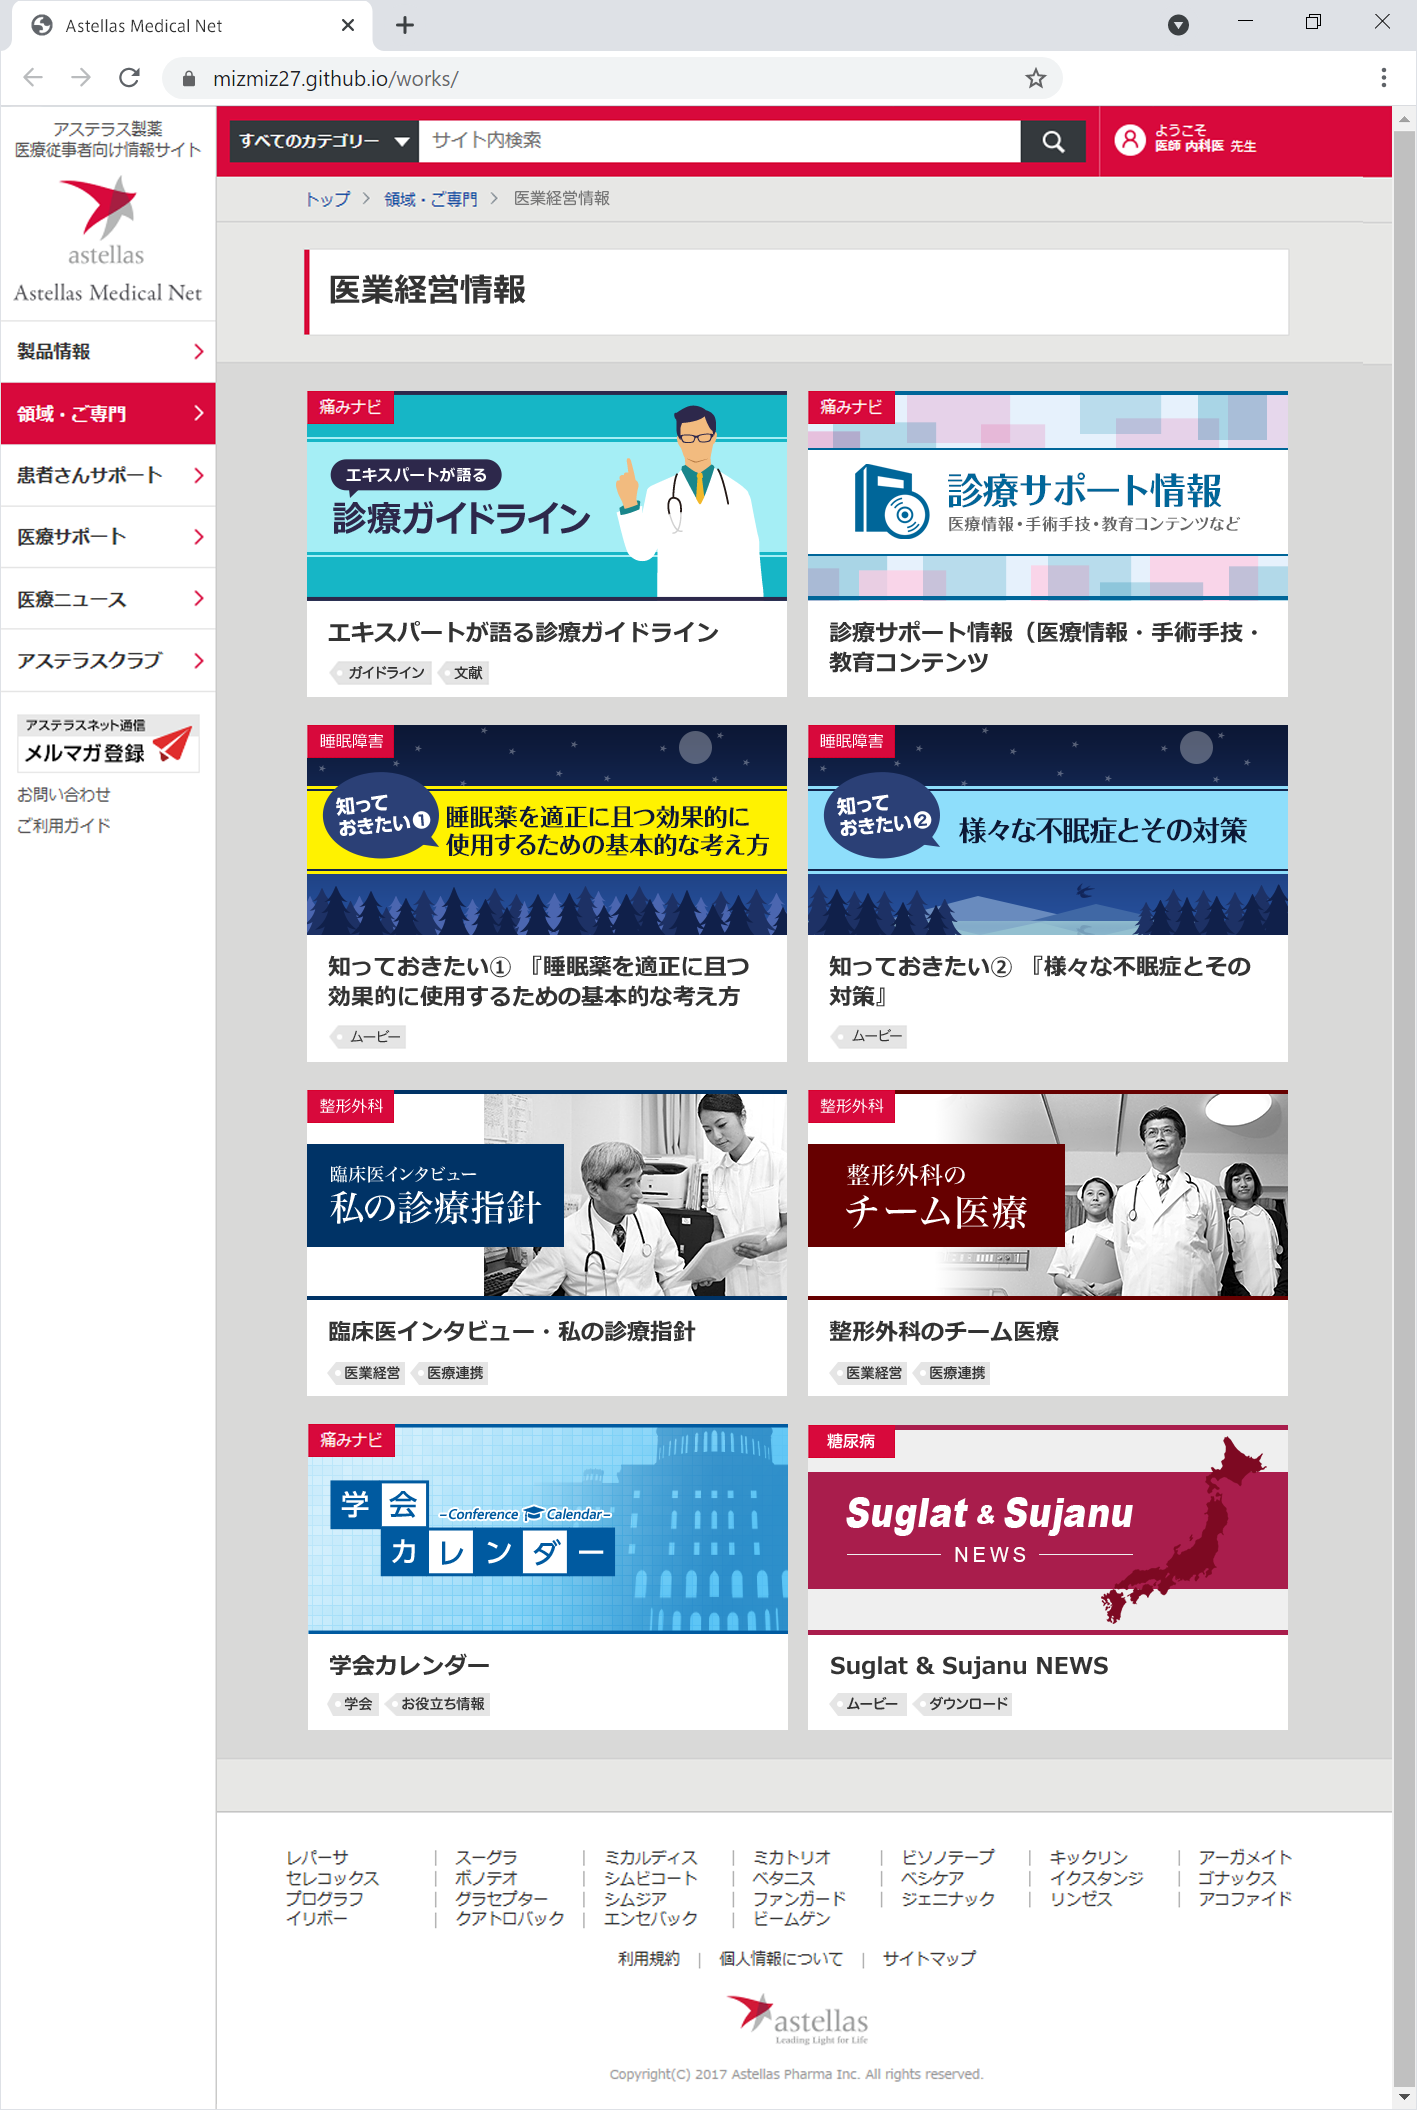 Astellas Medical Net
mizmiz27.github.io/works/
アステラス製薬
医療従事者向け情報サイト
astellas
Astellas Medical Net
製品情報
領域・ご専門
患者さんサポート
医療サポート
医療ニュース
アステラスクラブ
アステラスネット通信
メルマガ登録
お問い合わせ
ご利用ガイド
すべてのカテゴリー
サイト内検索
ようこそ
医師 内科医 先生
トップ > 領域・ご専門 > 医業経営情報
医業経営情報
痛みナビ
エキスパートが語る
診療ガイドライン
エキスパートが語る診療ガイドライン
ガイドライン 文献
痛みナビ
診療サポート情報
医療情報・手術手技・教育コンテンツなど
診療サポート情報（医療情報・手術手技・
教育コンテンツ
睡眠障害
知って
おきたい❶
睡眠薬を適正に且つ効果的に
使用するための基本的な考え方
知っておきたい① 『睡眠薬を適正に且つ
効果的に使用するための基本的な考え方
ムービー
睡眠障害
知って
おきたい❷
様々な不眠症とその対策
知っておきたい② 『様々な不眠症とその
対策』
ムービー
整形外科
臨床医インタビュー
私の診療指針
臨床医インタビュー・私の診療指針
医業経営 医療連携
整形外科
整形外科の
チーム医療
整形外科のチーム医療
医業経営 医療連携
痛みナビ
学会
-Conference Calendar-
カレンダー
学会カレンダー
学会 お役立ち情報
糖尿病
Suglat & Sujanu
NEWS
Suglat & Sujanu NEWS
ムービー ダウンロード
レパーサ | スーグラ | ミカルディス | ミカトリオ | ビソノテープ | キックリン | アーガメイト
セレコックス | ボノテオ | シムビコート | ベタニス | ベシケア | イクスタンジ | ゴナックス
プログラフ | グラセプター | シムジア | ファンガード | ジェニナック | リンゼス | アコファイド
イリボー | クアトロバック | エンセバック | ビームゲン
利用規約 | 個人情報について | サイトマップ
astellas
Leading Light for Life
Copyright(C) 2017 Astellas Pharma Inc. All rights reserved.